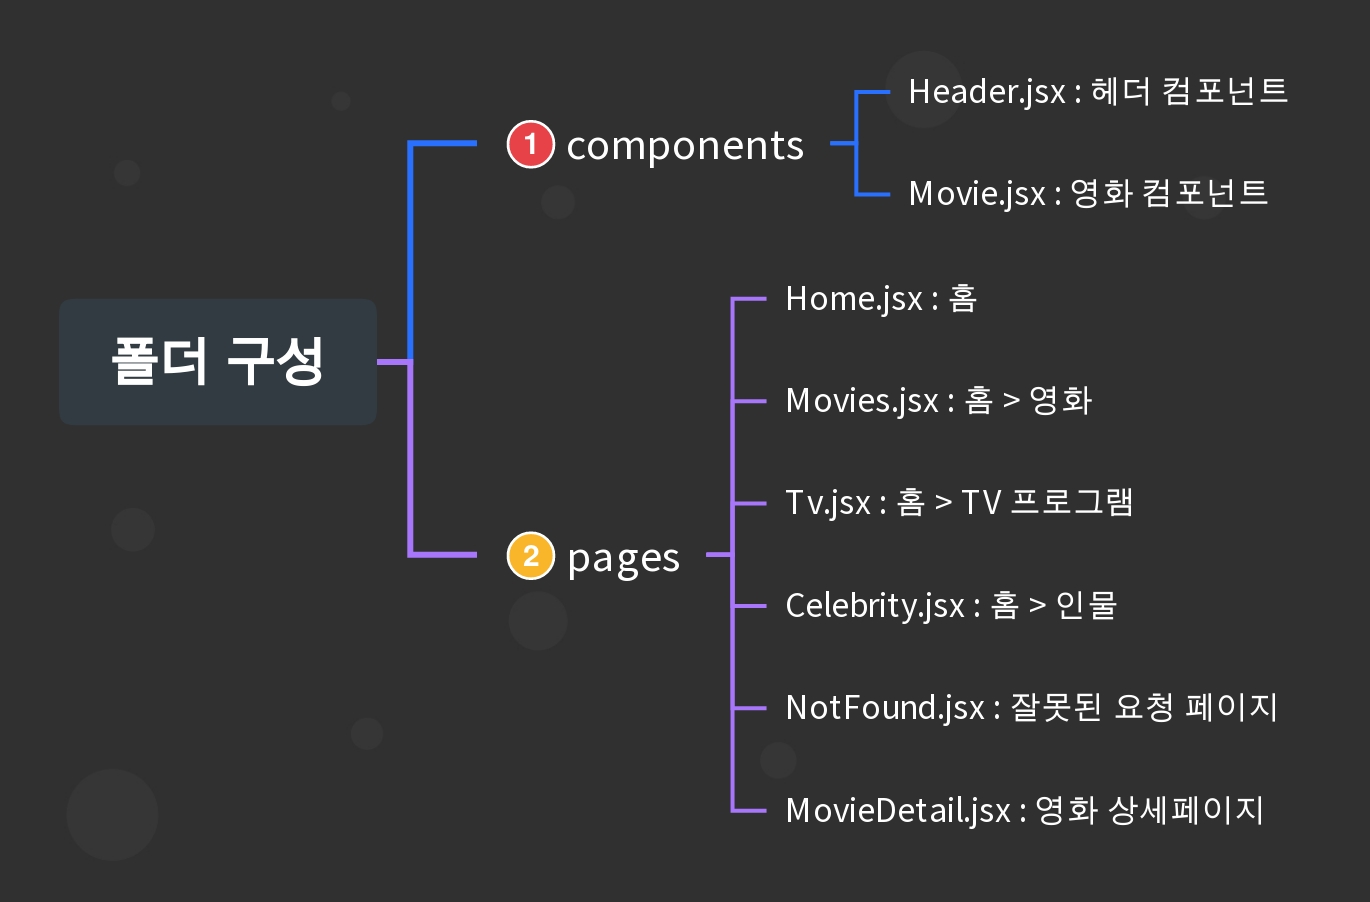 폴더 구성
1 components
Header.jsx : 헤더 컴포넌트
Movie.jsx : 영화 컴포넌트
2 pages
Home.jsx : 홈
Movies.jsx : 홈 > 영화
Tv.jsx : 홈 > TV 프로그램
Celebrity.jsx : 홈 > 인물
NotFound.jsx : 잘못된 요청 페이지
MovieDetail.jsx : 영화 상세페이지